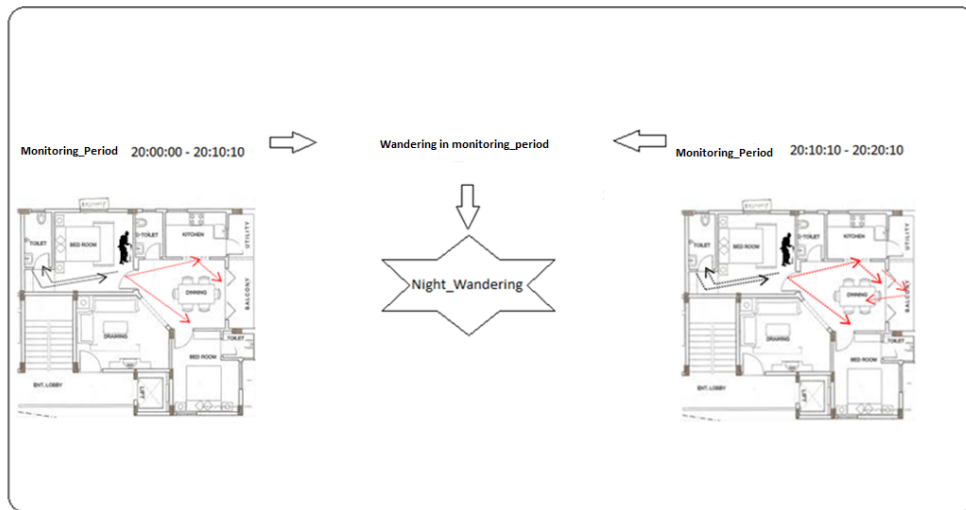 Monitoring_Period 20:00:00 - 20:10:10
Wandering in monitoring_period
Monitoring_Period 20:10:10 - 20:20:10
Night_Wandering
TOILET
BED ROOM
KITCHEN
UTILITY
DINING
BALCONY
DRAWING
TOILET
BED ROOM
ENT. LOBBY
LIFT
TOILET
BED ROOM
KITCHEN
UTILITY
DINING
BALCONY
DRAWING
TOILET
BED ROOM
ENT. LOBBY
LIFT